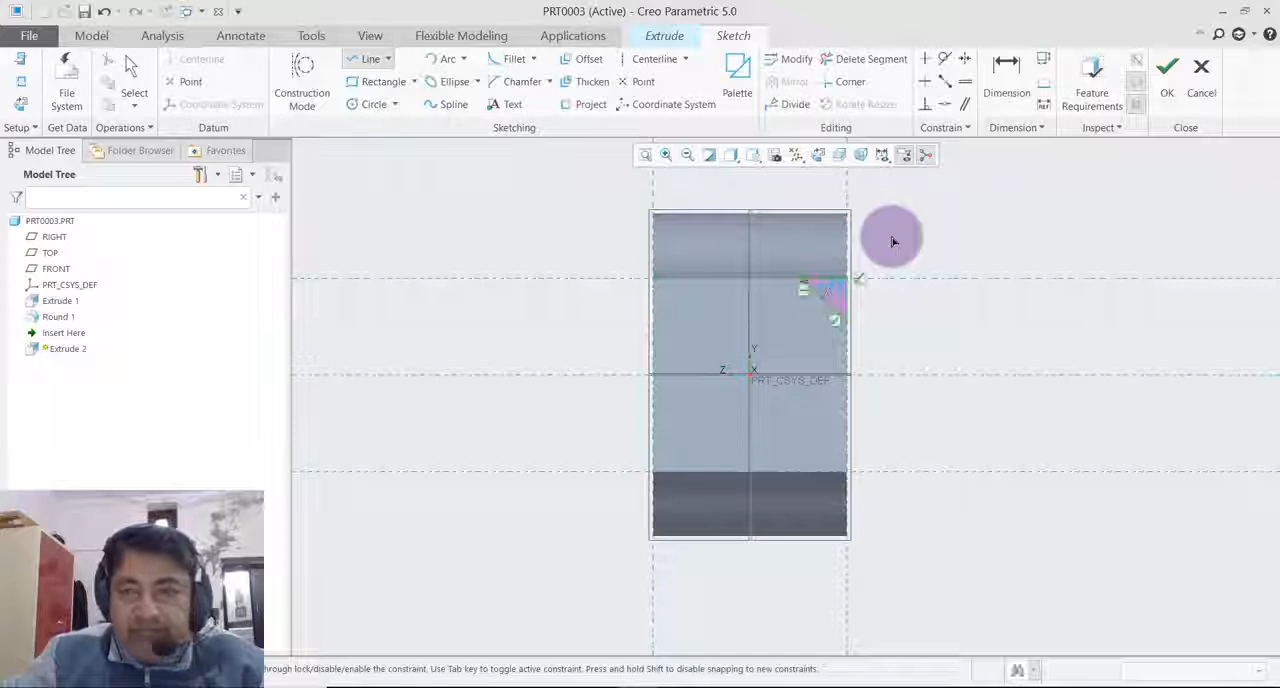 PRT0003 (Active) - Creo Parametric 5.0
File Model Analysis Annotate Tools View Flexible Modeling Applications Extrude Sketch
Centerline Line Arc Fillet Offset Centerline Modify Delete Segment
Point Rectangle Ellipse Chamfer Thicken Point Mirror Corner
Coordinate System Circle Spline Text Project Coordinate System Divide Rotate Resize
File System
Select
Construction Mode
Palette
Dimension
Feature Requirements
OK Cancel
Setup Get Data Operations Datum Sketching Editing Constrain Dimension Inspect Close
Model Tree Folder Browser Favorites
Model Tree
PRT0003.PRT
RIGHT
TOP
FRONT
PRT_CSYS_DEF
Extrude 1
Round 1
Insert Here
Extrude 2
Y
Z X
PRT_CSYS_DEF
through lock/disable/enable the constraint. Use Tab key to toggle active constraint. Press and hold Shift to disable snapping to new constraints.